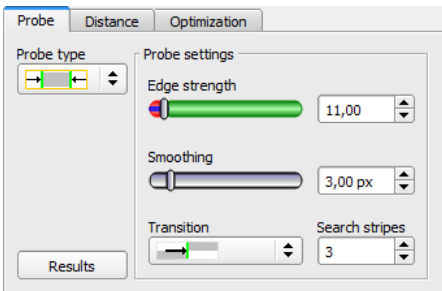 Probe Distance Optimization
Probe type
Probe settings
Edge strength
11,00
Smoothing
3,00 px
Transition
Search stripes
3
Results